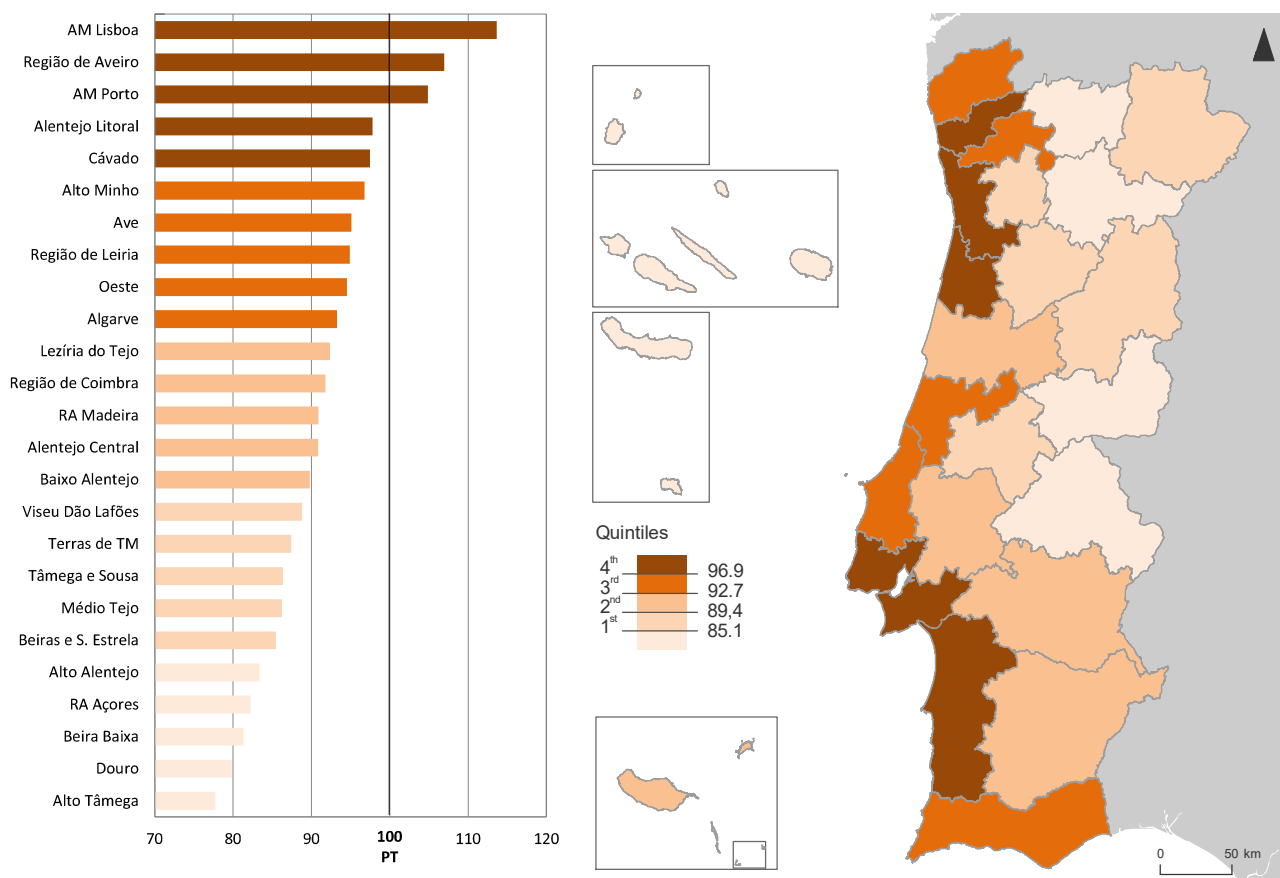 AM Lisboa
Região de Aveiro
AM Porto
Alentejo Litoral
Cávado
Alto Minho
Ave
Região de Leiria
Oeste
Algarve
Lezíria do Tejo
Região de Coimbra
RA Madeira
Alentejo Central
Baixo Alentejo
Viseu Dão Lafões
Terras de TM
Tâmega e Sousa
Médio Tejo
Beiras e S. Estrela
Alto Alentejo
RA Açores
Beira Baixa
Douro
Alto Tâmega
70 80 90 100 110 120
PT
Quintiles
4th 96.9
3rd 92.7
2nd 89,4
1st 85.1
0 50 km